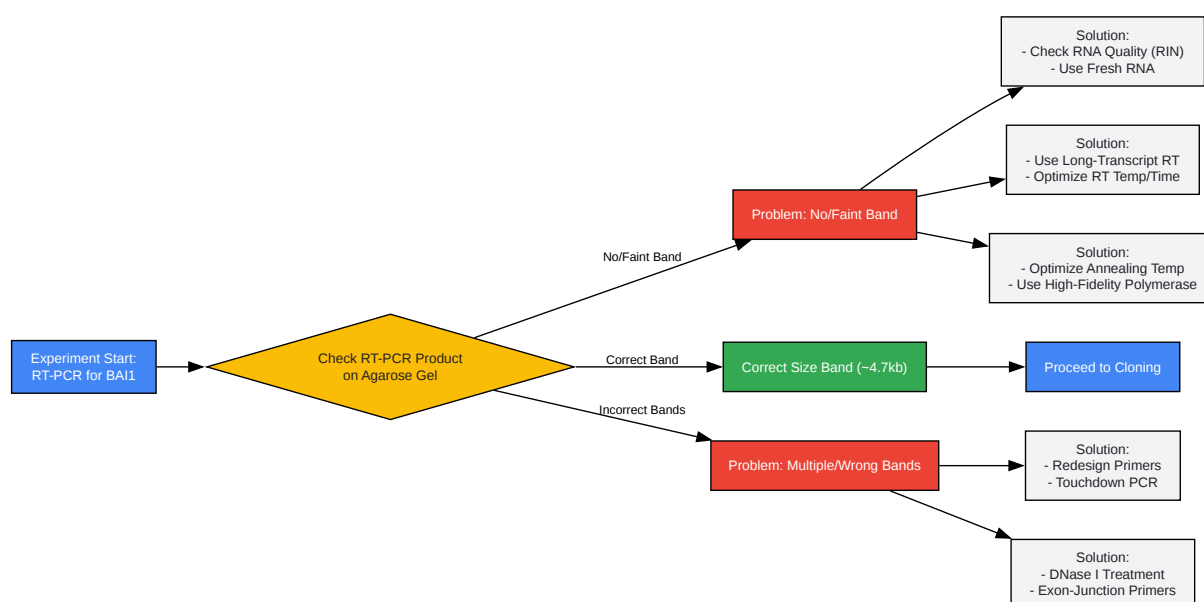 Experiment Start:
RT-PCR for BAI1
Check RT-PCR Product
on Agarose Gel
No/Faint Band
Correct Band
Incorrect Bands
Problem: No/Faint Band
Correct Size Band (~4.7kb)
Problem: Multiple/Wrong Bands
Solution:
- Check RNA Quality (RIN)
- Use Fresh RNA
Solution:
- Use Long-Transcript RT
- Optimize RT Temp/Time
Solution:
- Optimize Annealing Temp
- Use High-Fidelity Polymerase
Proceed to Cloning
Solution:
- Redesign Primers
- Touchdown PCR
Solution:
- DNase I Treatment
- Exon-Junction Primers